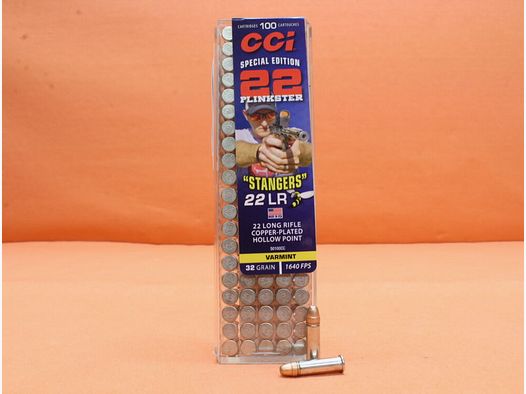 CARTRIDGES 100 CARTOUCHES
CCI
SPECIAL EDITION
22
PLINKSTER
"STANGERS"
22 LR
22 LONG RIFLE
COPPER-PLATED
HOLLOW POINT
VARMINT
32 GRAIN 1640 FPS